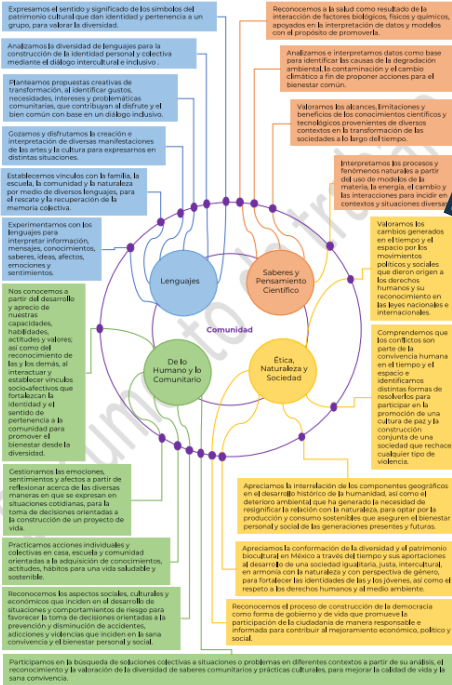 Expresamos el sentido y significado de los símbolos del
patrimonio cultural que dan identidad y pertenencia a un
grupo, para valorar la diversidad.
Analizamos la diversidad de lenguajes para la
construcción de la identidad personal y colectiva
mediante el diálogo intercultural e inclusivo .
Planteamos propuestas creativas de
transformación, al identificar gustos,
necesidades, intereses y problemáticas
comunitarias, que contribuyan al disfrute y el
bien común con base en un diálogo inclusivo.
Gozamos y disfrutamos la creación e
interpretación de diversas manifestaciones
de las artes y la cultura para expresarnos en
distintas situaciones.
Establecemos vínculos con la familia, la
escuela, la comunidad y la naturaleza
por medio de diversos lenguajes, para
el rescate y la recuperación de la
memoria colectiva.
Experimentamos con los
lenguajes para
interpretar información,
mensajes, conocimientos,
saberes, ideas, afectos,
emociones y
sentimientos.
Reconocemos a la salud como resultado de la
interacción de factores biológicos, físicos y químicos,
apoyados en la interpretación de datos y modelos
con el propósito de promoverla.
Analizamos e interpretamos datos como base
para identificar las causas de la degradación
ambiental, la contaminación y el cambio
climático a fin de proponer acciones para el
bienestar común.
Valoramos los alcances, limitaciones y
beneficios de los conocimientos científicos y
tecnológicos provenientes de diversos
contextos en la transformación de las
sociedades a lo largo del tiempo.
Interpretamos los procesos y
fenómenos naturales a partir
del uso de modelos de la
materia, la energía, el cambio y
las interacciones para incidir en
contextos y situaciones diversas
Lenguajes
Saberes y
Pensamiento
Científico
Comunidad
De lo
Humano y lo
Comunitario
Ética,
Naturaleza y
Sociedad
Nos conocemos a
partir del desarrollo
y aprecio de
nuestras
capacidades,
habilidades,
actitudes y valores;
así como del
reconocimiento de
las y los demás, al
interactuar y
establecer vínculos
socio-afectivos que
fortalezcan la
identidad y el
sentido de
pertenencia a la
comunidad para
promover el
bienestar desde la
diversidad.
Gestionamos las emociones,
sentimientos y afectos a partir de
reflexionar acerca de las diversas
maneras en que se expresan en
situaciones cotidianas, para la
toma de decisiones orientadas a
la construcción de un proyecto de
vida.
Practicamos acciones individuales y
colectivas en casa, escuela y comunidad
orientadas a la adquisición de conocimientos,
actitudes, hábitos para una vida saludable y
sostenible.
Reconocemos los aspectos sociales, culturales y
económicos que inciden en el desarrollo de
situaciones y comportamientos de riesgo para
favorecer la toma de decisiones orientadas a la
prevención y disminución de accidentes,
adicciones y violencias que inciden en la sana
convivencia y el bienestar personal y social.
Valoramos los
cambios generados
en el tiempo y el
espacio por los
movimientos
políticos y sociales
que dieron origen a
los derechos
humanos y su
reconocimiento en
las leyes nacionales e
internacionales.
Comprendemos que
los conflictos son
parte de la
convivencia humana
en el tiempo y el
espacio e
identificamos
distintas formas de
resolverlos para
participar en la
promoción de una
cultura de paz y la
construcción
conjunta de una
sociedad que rechace
cualquier tipo de
violencia.
Apreciamos la interrelación de los componentes geográficos
en el desarrollo histórico de la humanidad, así como el
deterioro ambiental que ha generado la necesidad de
resignificar la relación con la naturaleza, para optar por la
producción y consumo sostenibles que aseguren el bienestar
personal y social de las generaciones presentes y futuras.
Apreciamos la conformación de la diversidad y el patrimonio
biocultural en México a través del tiempo y sus aportaciones
al desarrollo de una sociedad igualitaria, justa, intercultural,
en armonía con la naturaleza y con perspectiva de género,
para fortalecer las identidades de las y los jóvenes, así como el
respeto a los derechos humanos y al medio ambiente.
Reconocemos el proceso de construcción de la democracia
como forma de gobierno y de vida que promueve la
participación de la ciudadanía de manera responsable e
informada para contribuir al mejoramiento económico, político y
social.
Participamos en la búsqueda de soluciones colectivas a situaciones o problemas en diferentes contextos a partir de su análisis, el
reconocimiento y la valoración de la diversidad de saberes comunitarios y prácticas culturales, para mejorar la calidad de vida y la
sana convivencia.